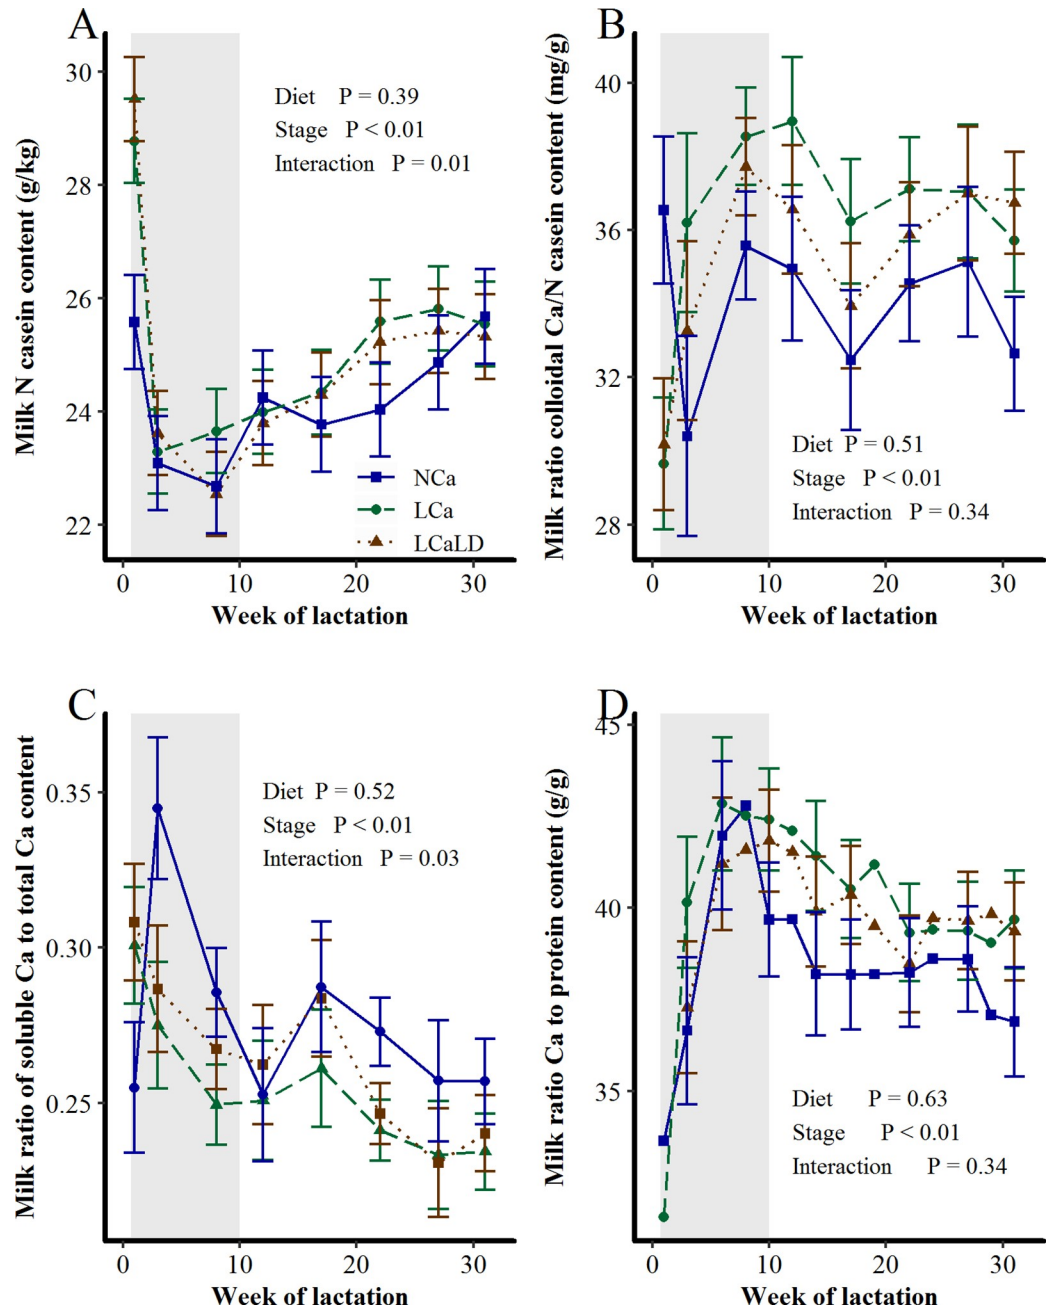 A
Milk N casein content (g/kg)
30
28
26
24
22
Diet P = 0.39
Stage P < 0.01
Interaction P = 0.01
NCa
LCa
LCaLD
0 10 20 30
Week of lactation
B
Milk ratio colloidal Ca/N casein content (mg/g)
40
36
32
28
Diet P = 0.51
Stage P < 0.01
Interaction P = 0.34
0 10 20 30
Week of lactation
C
Milk ratio of soluble Ca to total Ca content
0.35
0.30
0.25
Diet P = 0.52
Stage P < 0.01
Interaction P = 0.03
0 10 20 30
Week of lactation
D
Milk ratio Ca to protein content (g/g)
45
40
35
Diet P = 0.63
Stage P < 0.01
Interaction P = 0.34
0 10 20 30
Week of lactation